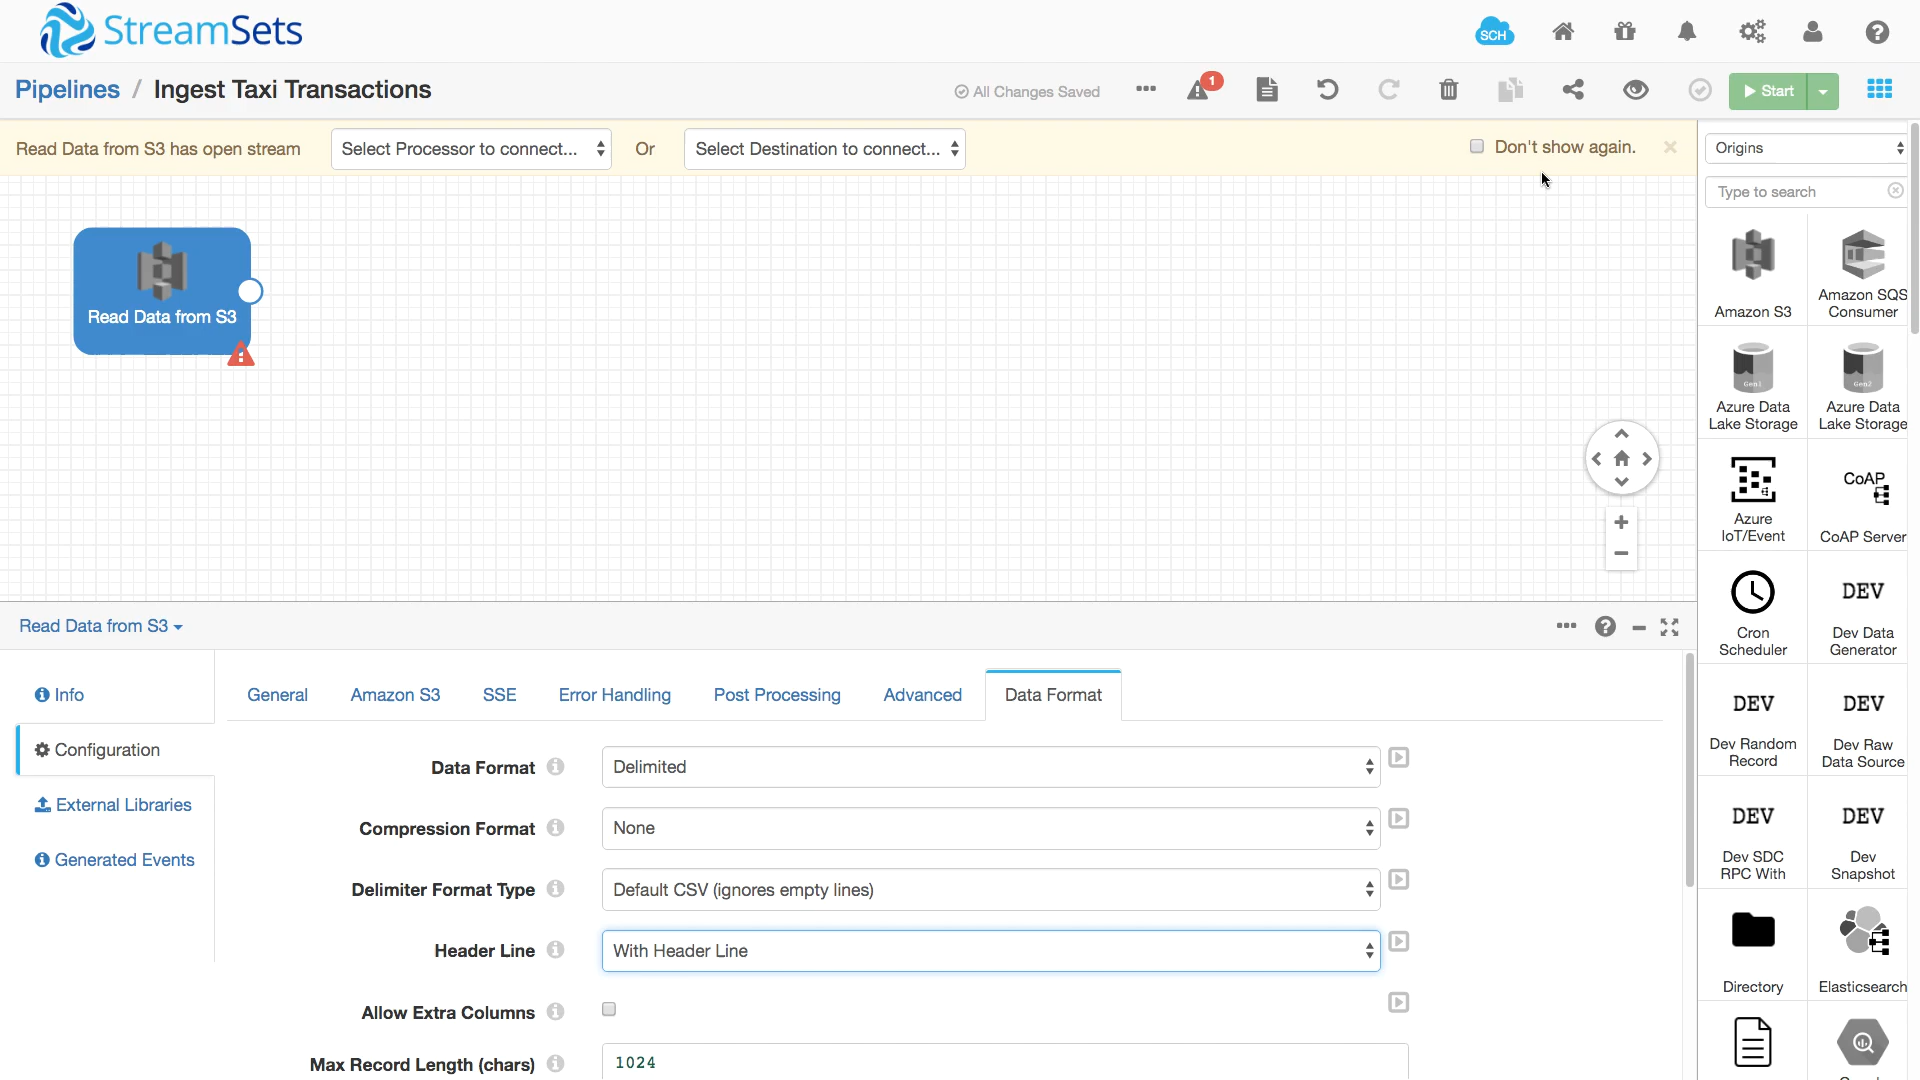 StreamSets
SCH
Pipelines / Ingest Taxi Transactions
All Changes Saved
1
Start
Read Data from S3 has open stream
Select Processor to connect...
Or
Select Destination to connect...
Don't show again.
Origins
Type to search
Read Data from S3
Amazon S3
Amazon SQS
Consumer
Gen1
Azure Data
Lake Storage
Gen2
Azure Data
Lake Storage
Azure
IoT/Event
CoAP
CoAP Server
Cron
Scheduler
DEV
Dev Data
Generator
DEV
Dev Random
Record
DEV
Dev Raw
Data Source
DEV
Dev SDC
RPC With
DEV
Dev
Snapshot
Directory
Elasticsearch
Read Data from S3
Info
Configuration
External Libraries
Generated Events
General
Amazon S3
SSE
Error Handling
Post Processing
Advanced
Data Format
Data Format
Delimited
Compression Format
None
Delimiter Format Type
Default CSV (ignores empty lines)
Header Line
With Header Line
Allow Extra Columns
Max Record Length (chars)
1024